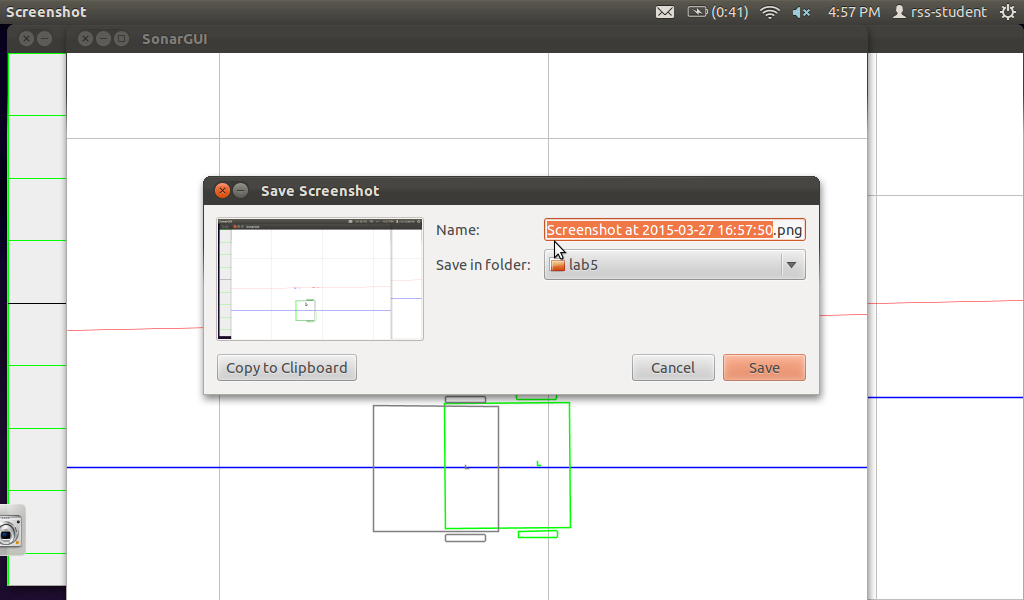 Screenshot (0:41) 4:57 PM rss-student
SonarGUI
Save Screenshot
Name: Screenshot at 2015-03-27 16:57:50.png
Save in folder: lab5
Copy to Clipboard Cancel Save